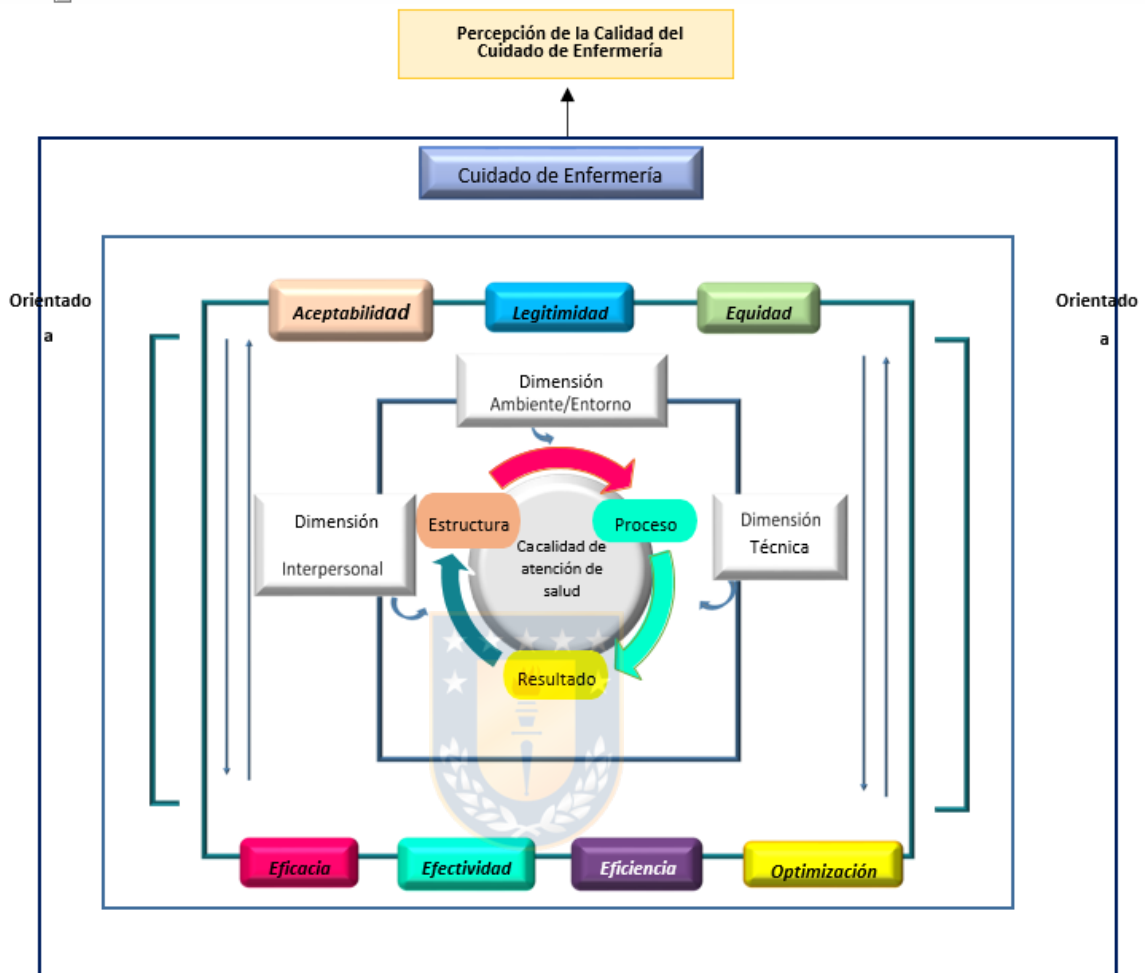 Percepción de la Calidad del
Cuidado de Enfermería
Cuidado de Enfermería
Orientado
a
Orientado
a
Aceptabilidad
Legitimidad
Equidad
Dimensión
Ambiente/Entorno
Dimensión
Interpersonal
Estructura
Proceso
Dimensión
Técnica
Cacalidad de
atención de
salud
Resultado
Eficacia
Efectividad
Eficiencia
Optimización